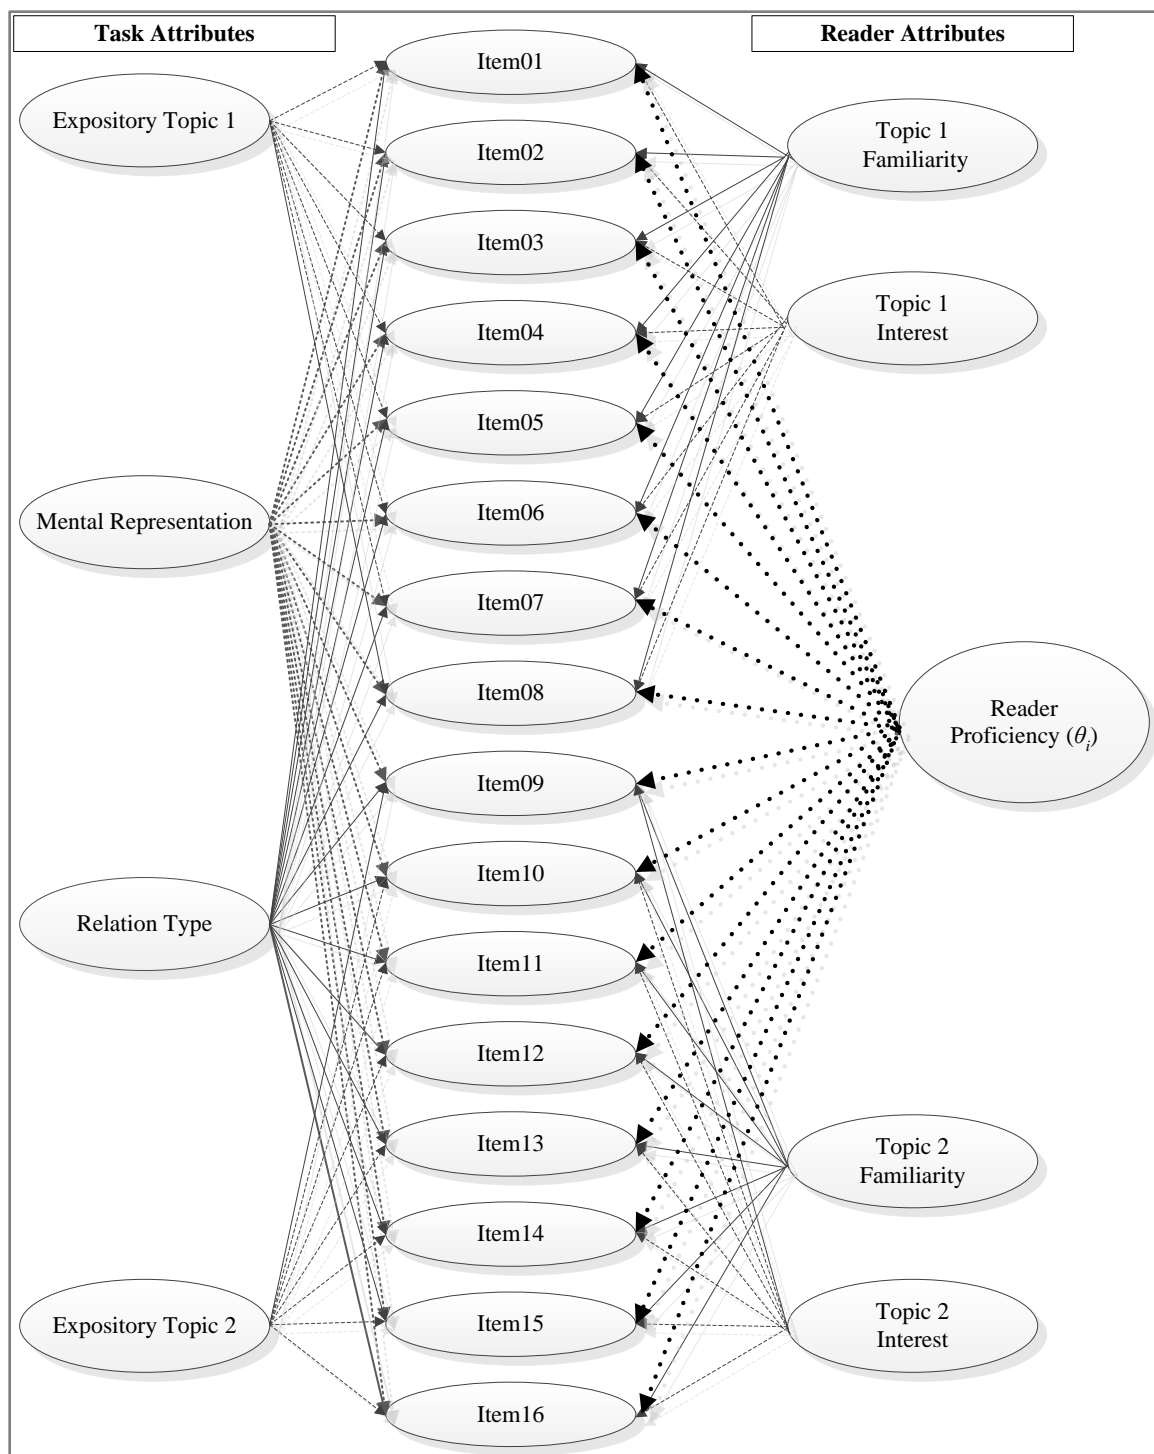 Task Attributes
Reader Attributes
Expository Topic 1
Mental Representation
Relation Type
Expository Topic 2
Item01
Item02
Item03
Item04
Item05
Item06
Item07
Item08
Item09
Item10
Item11
Item12
Item13
Item14
Item15
Item16
Topic 1
Familiarity
Topic 1
Interest
Reader
Proficiency (θi)
Topic 2
Familiarity
Topic 2
Interest